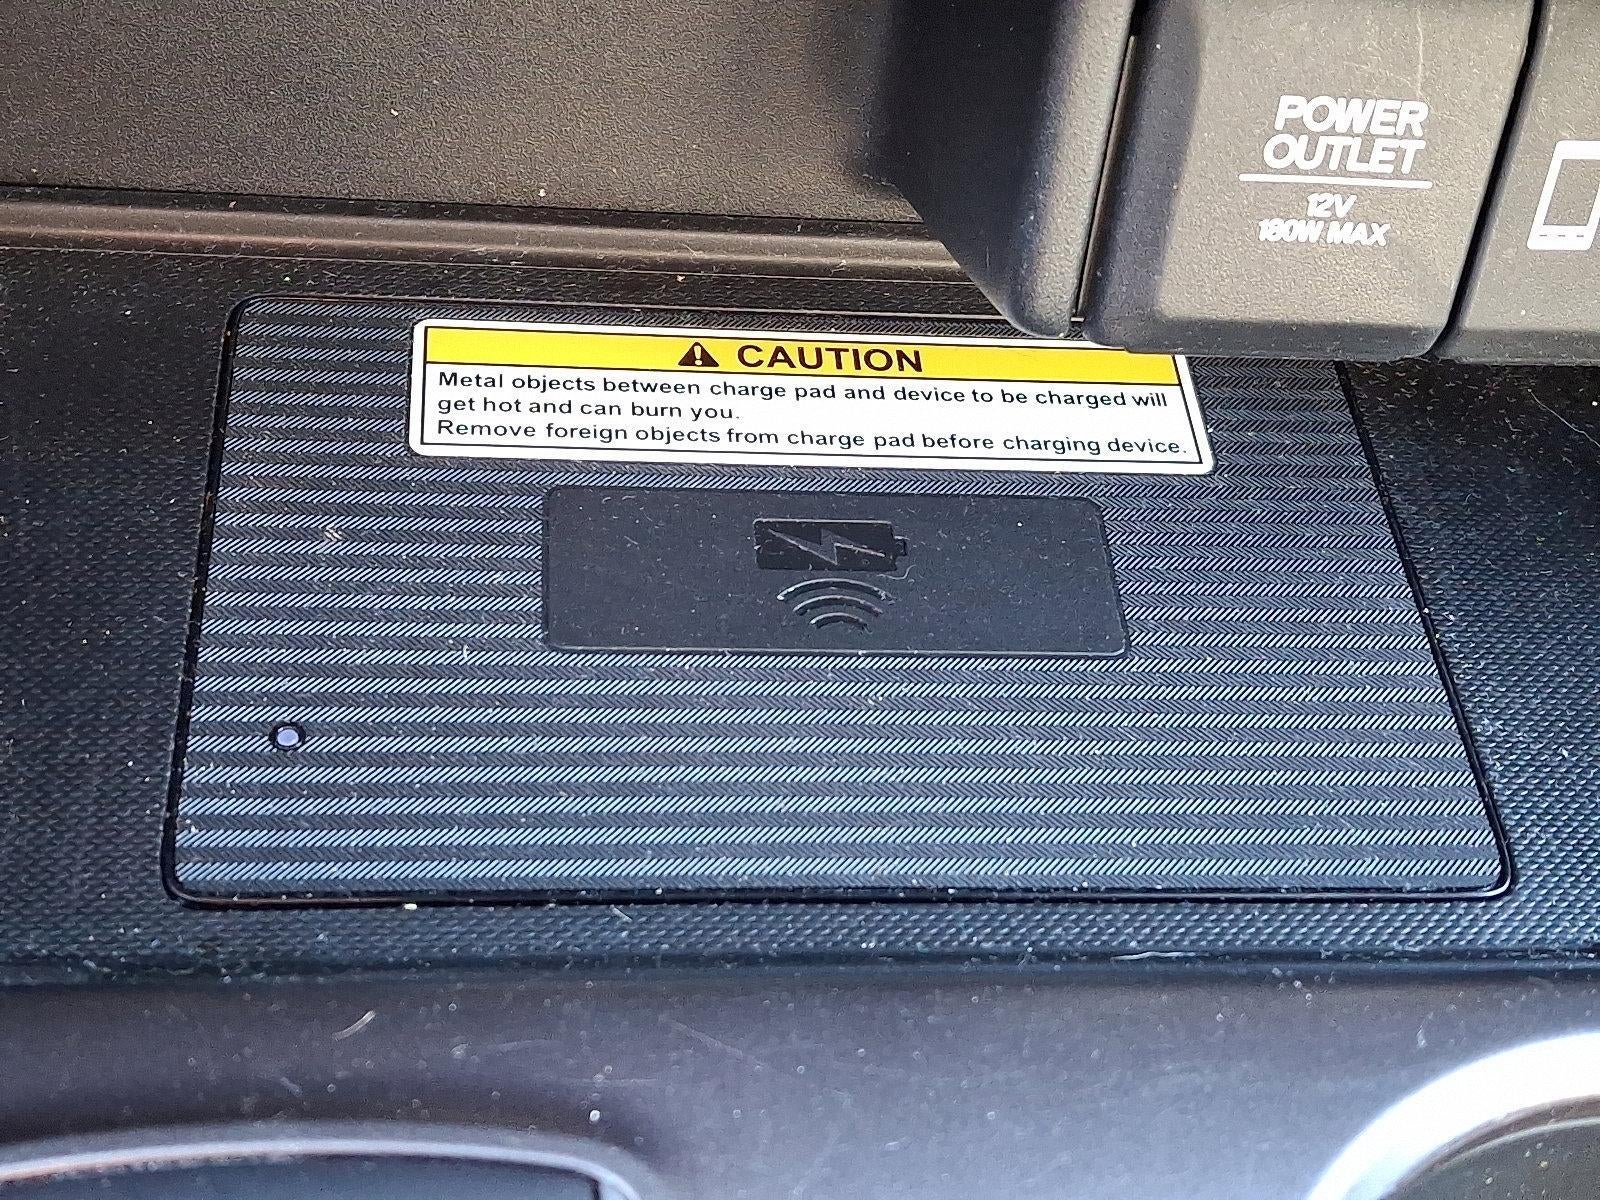 POWER
OUTLET
12V
180W MAX
CAUTION
Metal objects between charge pad and device to be charged will
get hot and can burn you.
Remove foreign objects from charge pad before charging device.